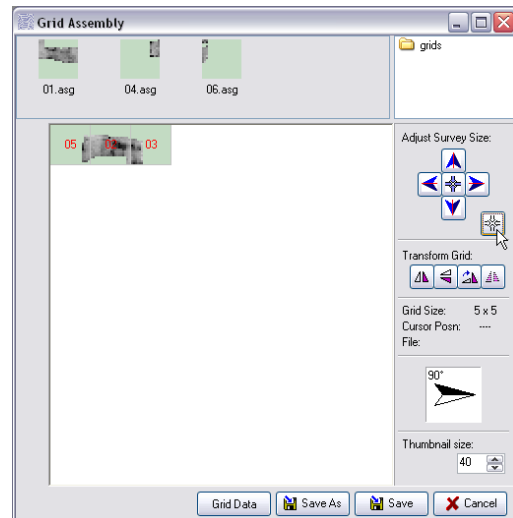 Grid Assembly
grids
01.asg 04.asg 06.asg
Adjust Survey Size:
05 03
Transform Grid:
Grid Size: 5 x 5
Cursor Posn: ----
File:
90°
Thumbnail size:
40
Grid Data Save As Save Cancel